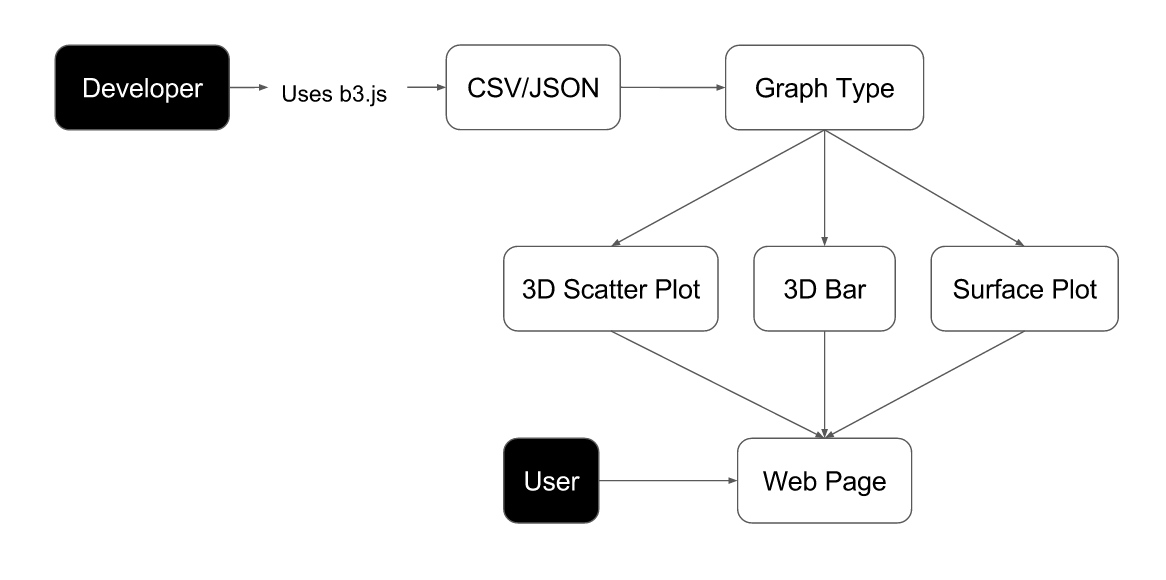 Developer
Uses b3.js
CSV/JSON
Graph Type
3D Scatter Plot
3D Bar
Surface Plot
User
Web Page